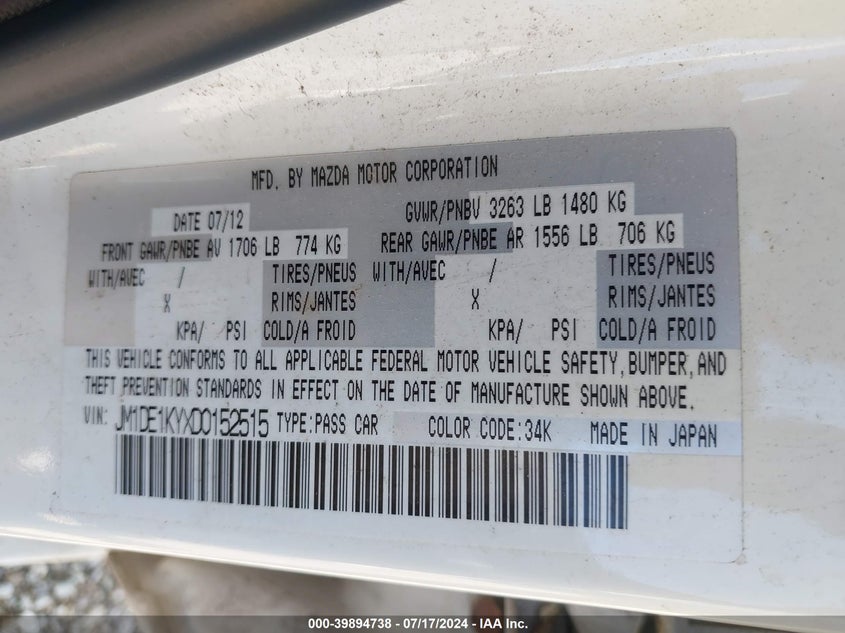 MFD. BY MAZDA MOTOR CORPORATION
DATE 07/12 GVWR/PNBV 3263 LB 1480 KG
FRONT GAWR/PNBE AV 1706 LB 774 KG REAR GAWR/PNBE AR 1556 LB 706 KG
WITH/AVEC / TIRES/PNEUS WITH/AVEC / TIRES/PNEUS
X RIMS/JANTES X RIMS/JANTES
KPA/ PSI COLD/A FROID KPA/ PSI COLD/A FROID
THIS VEHICLE CONFORMS TO ALL APPLICABLE FEDERAL MOTOR VEHICLE SAFETY, BUMPER, AND
THEFT PREVENTION STANDARDS IN EFFECT ON THE DATE OF MANUFACTURE SHOWN ABOVE.
VIN: JM1DE1KYXD0152515 TYPE:PASS CAR COLOR CODE:34K MADE IN JAPAN
000-39894738 - 07/17/2024 - IAA Inc.